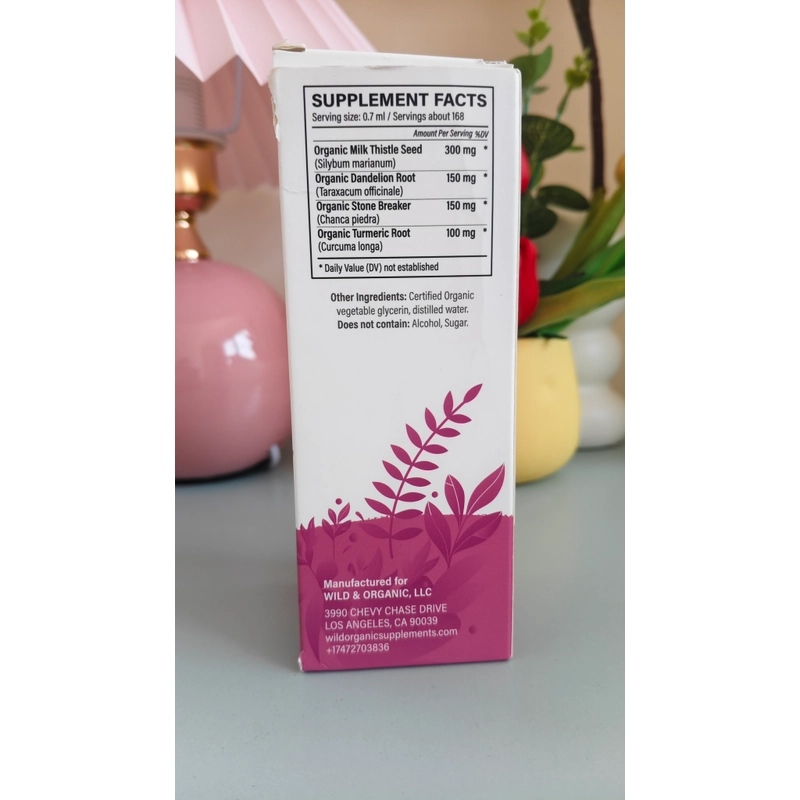 SUPPLEMENT FACTS
Serving size: 0.7 ml / Servings about 168
Amount Per Serving %DV
Organic Milk Thistle Seed 300 mg *
(Silybum marianum)
Organic Dandelion Root 150 mg *
(Taraxacum officinale)
Organic Stone Breaker 150 mg *
(Chanca piedra)
Organic Turmeric Root 100 mg *
(Curcuma longa)
* Daily Value (DV) not established
Other Ingredients: Certified Organic
vegetable glycerin, distilled water.
Does not contain: Alcohol, Sugar.
Manufactured for
WILD & ORGANIC, LLC
3990 CHEVY CHASE DRIVE
LOS ANGELES, CA 90039
wildorganicsupplements.com
+17472703836